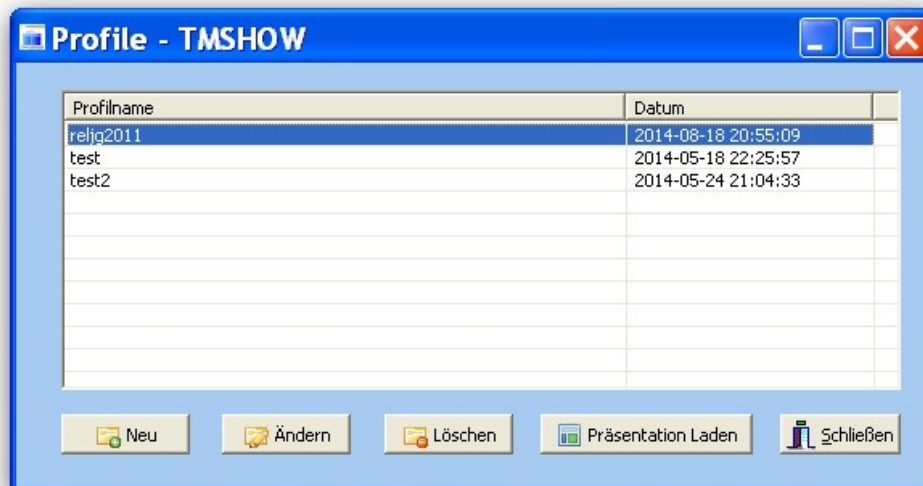 Profile - TMSHOW
Profilname Datum
reljg2011 2014-08-18 20:55:09
test 2014-05-18 22:25:57
test2 2014-05-24 21:04:33
Neu Ändern Löschen Präsentation Laden Schließen